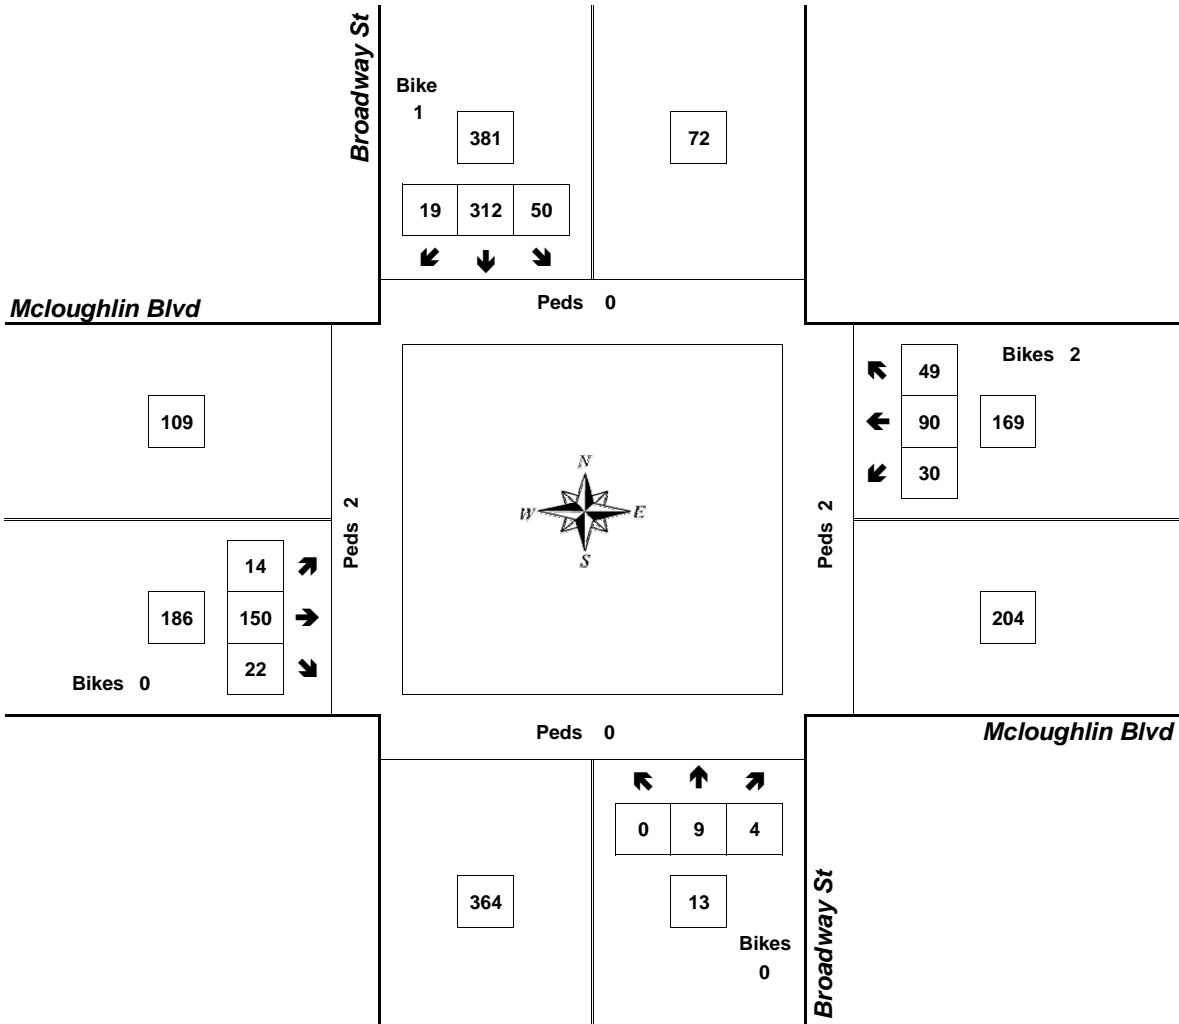 Broadway St
Bike
1
381
72
19 312 50
Peds 0
Mcloughlin Blvd
49
Bikes 2
109
90
169
30
N
W E
S
Peds 2
Peds 2
14
186
150
204
22
Bikes 0
Peds 0
Mcloughlin Blvd
0 9 4
364
13
Bikes
0
Broadway St